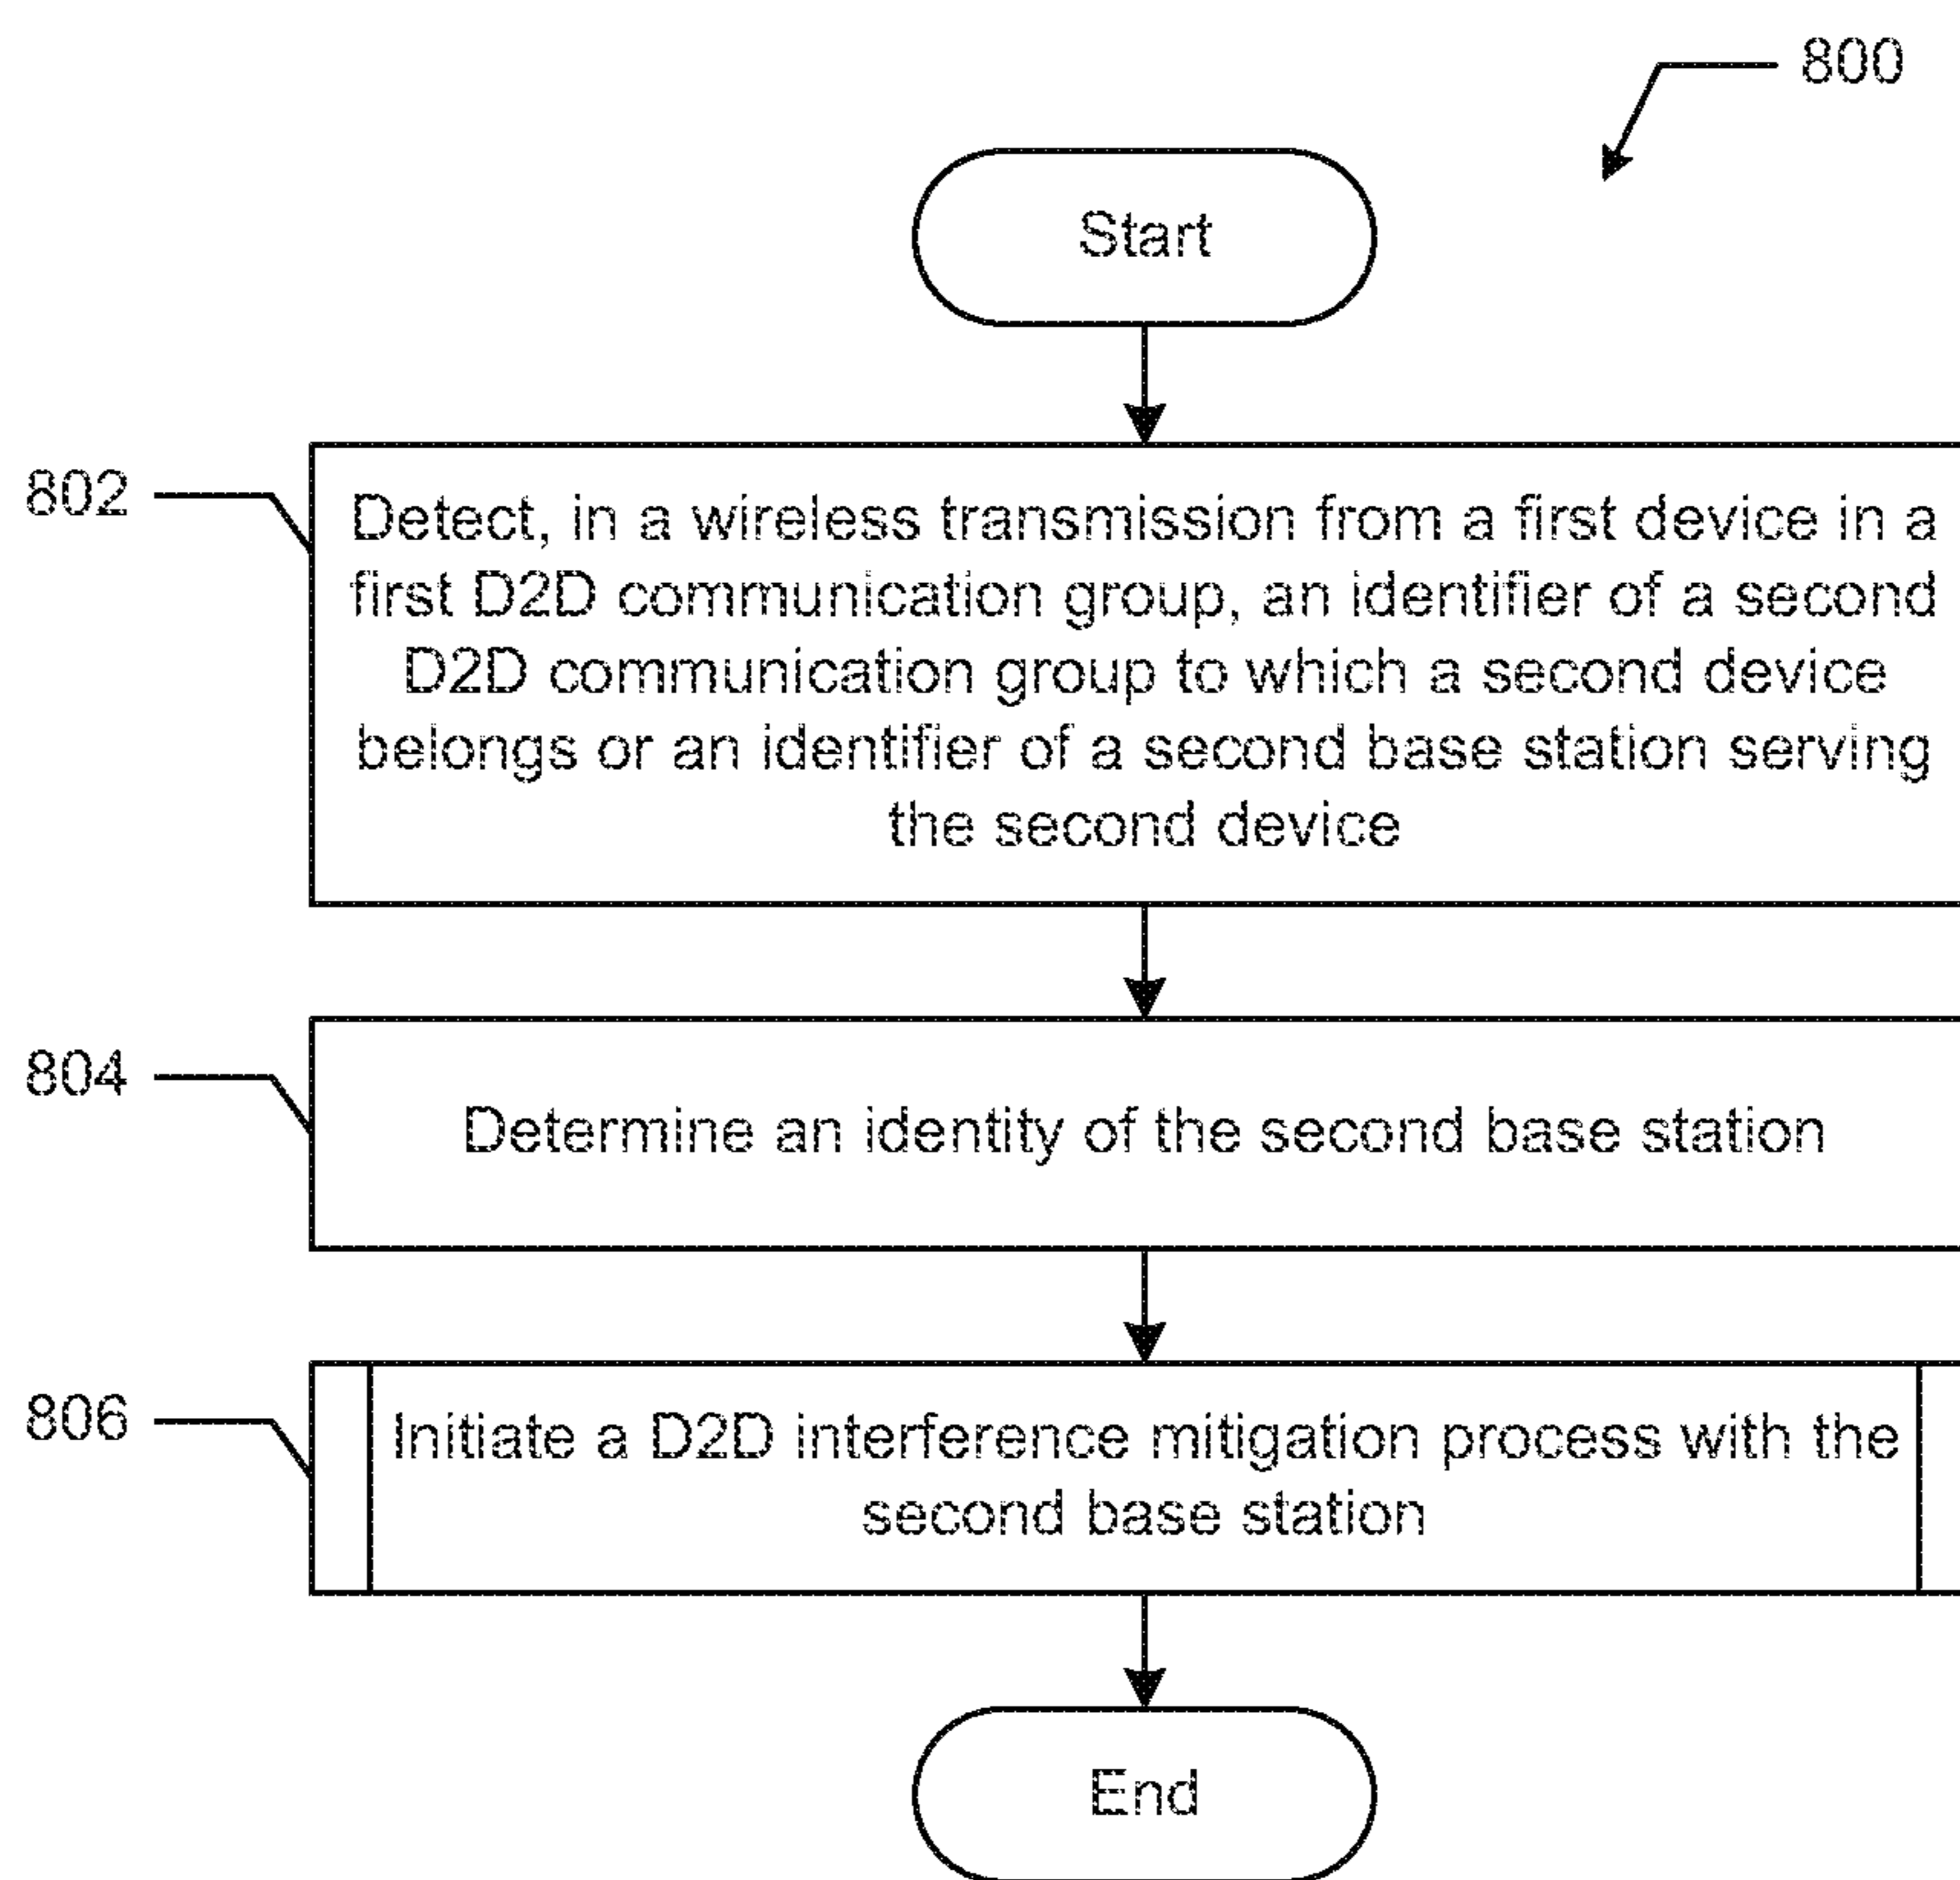 800
Start
802
Detect, in a wireless transmission from a first device in a
first D2D communication group, an identifier of a second
D2D communication group to which a second device
belongs or an identifier of a second base station serving
the second device
804
Determine an identity of the second base station
806
Initiate a D2D interference mitigation process with the
second base station
End